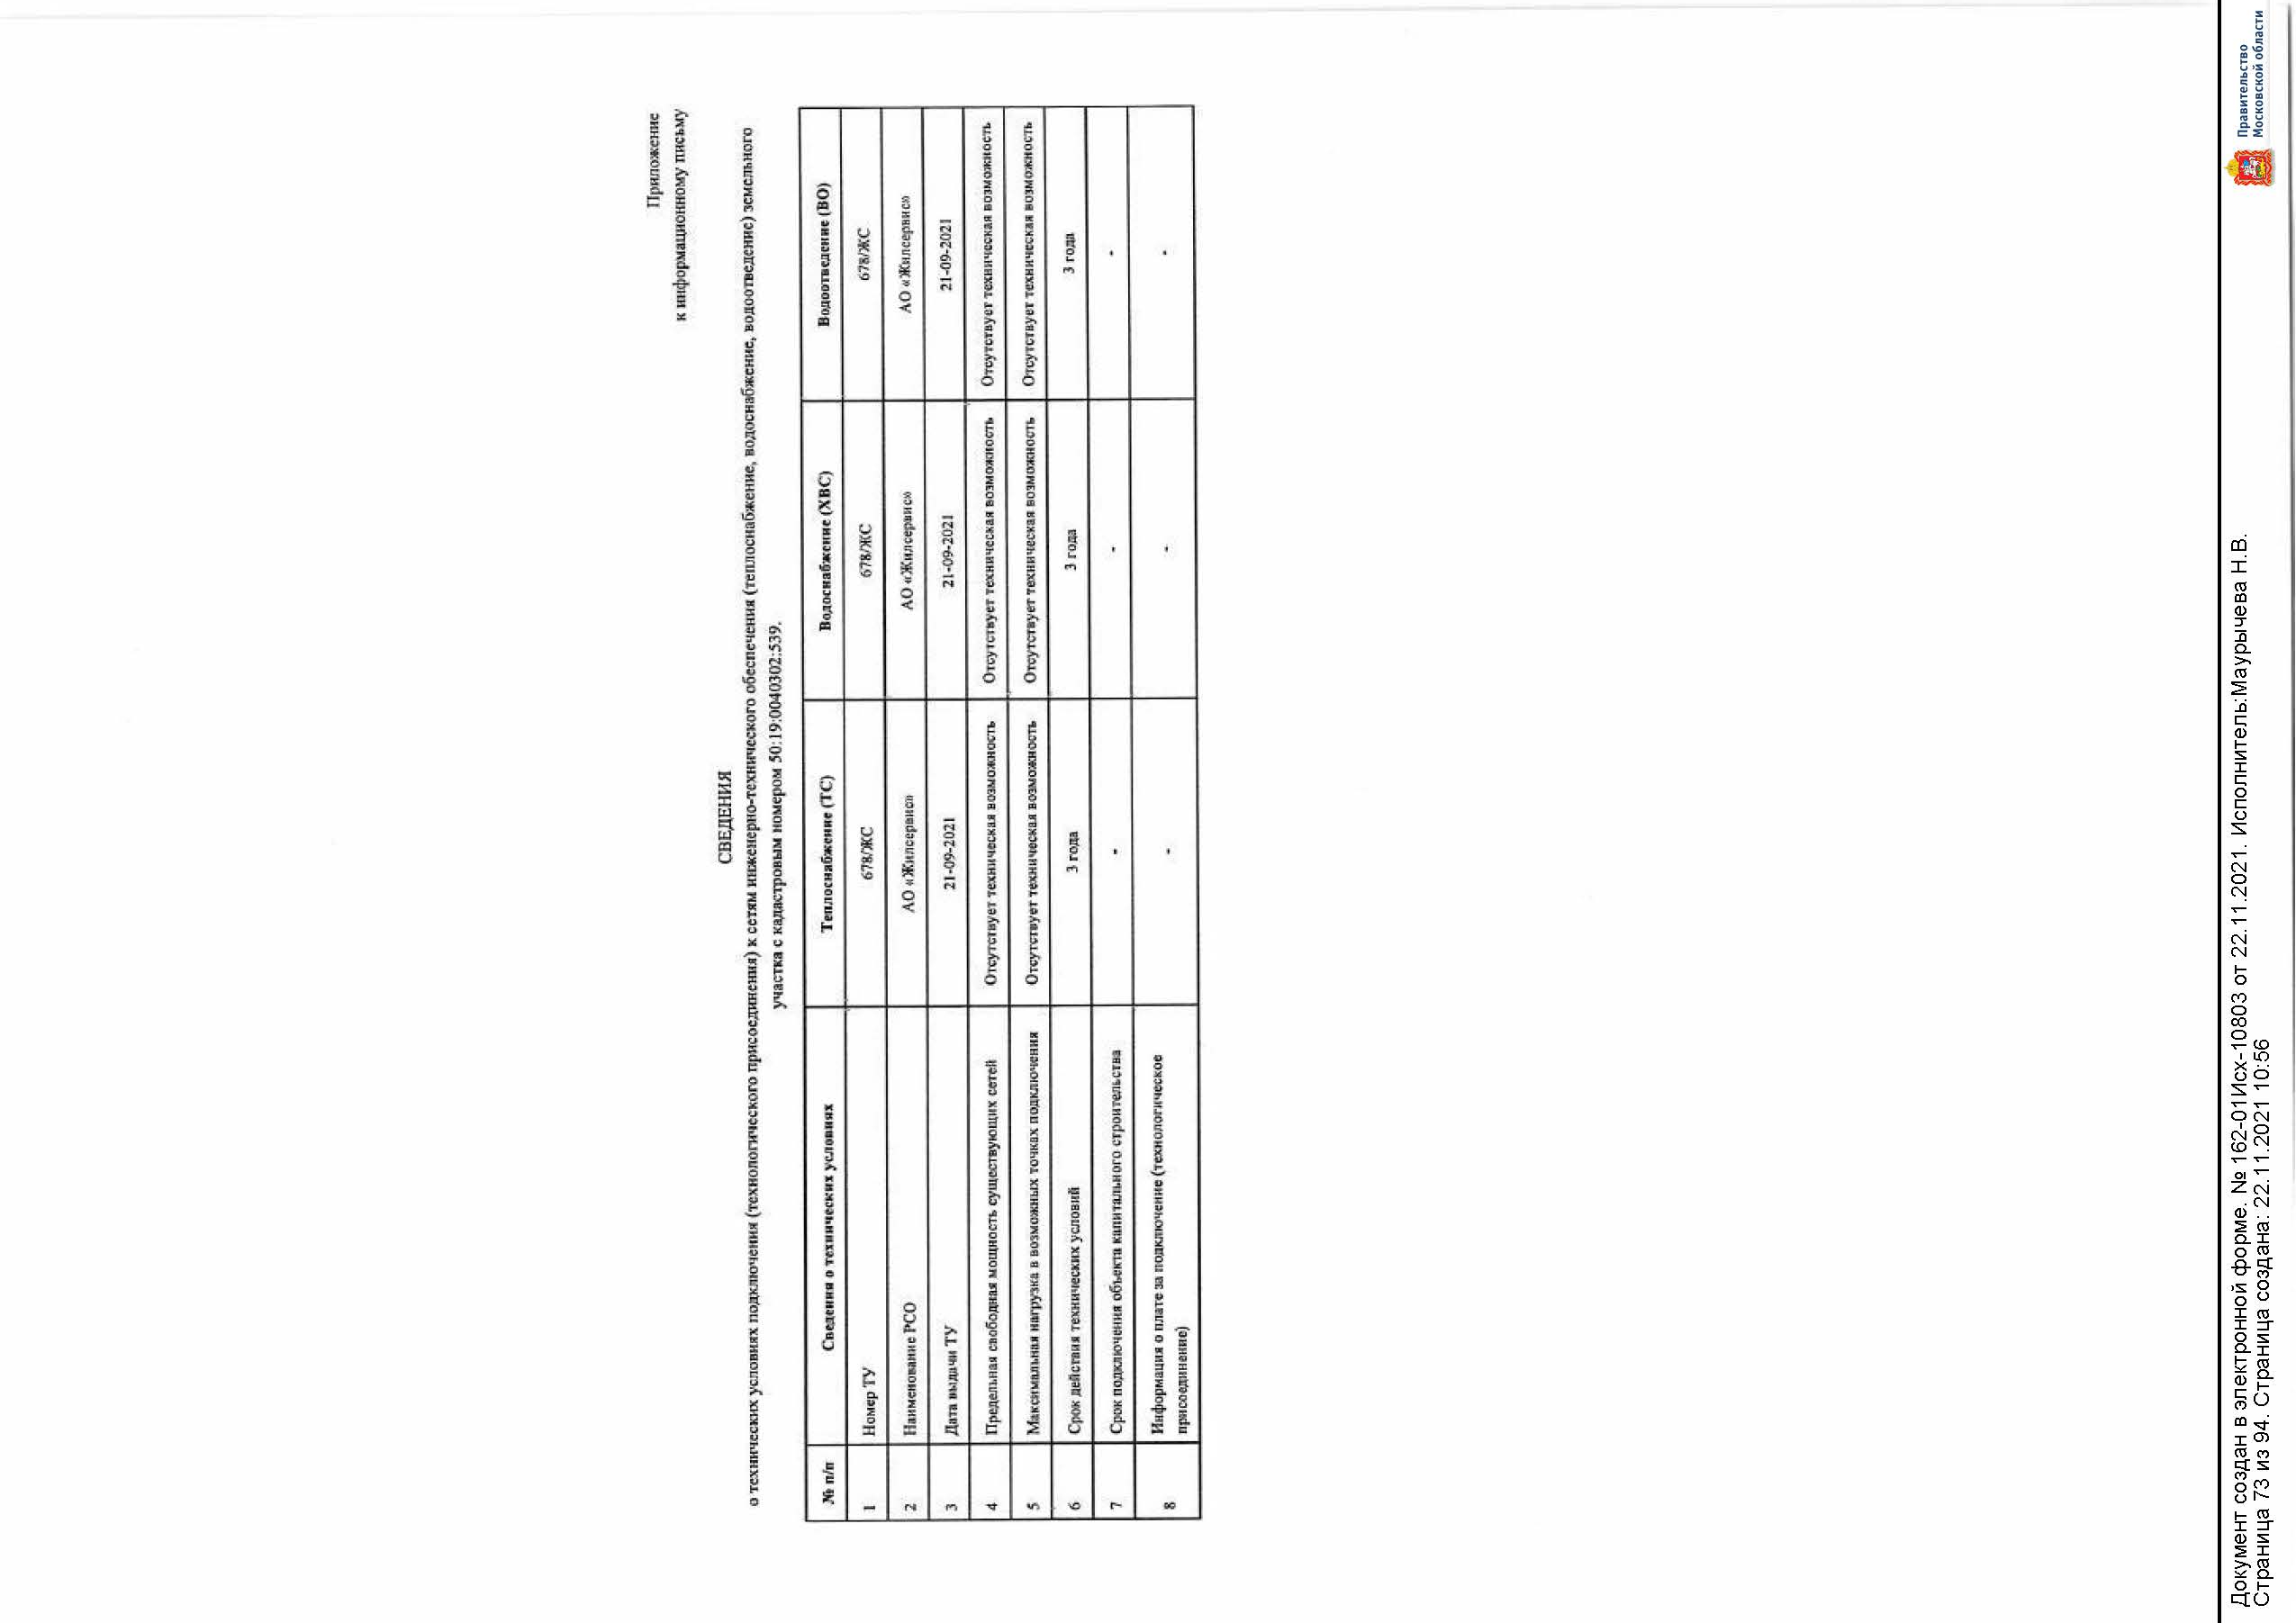 Приложение
к информационному письму
СВЕДЕНИЯ
о технических условиях подключения (технологического присоединения) к сетям инженерно-технического обеспечения (теплоснабжение, водоснабжение, водоотведение) земельного
участка с кадастровым номером 50:19:0040302:539.
№ п/п Сведения о технических условиях Теплоснабжение (ТС) Водоснабжение (ХВС) Водоотведение (ВО)
1 Номер ТУ 678/ЖС 678/ЖС 678/ЖС
2 Наименование РСО АО «Жилсервис» АО «Жилсервис» АО «Жилсервис»
3 Дата выдачи ТУ 21-09-2021 21-09-2021 21-09-2021
4 Предельная свободная мощность существующих сетей Отсутствует техническая возможность Отсутствует техническая возможность Отсутствует техническая возможность
5 Максимальная нагрузка в возможных точках подключения Отсутствует техническая возможность Отсутствует техническая возможность Отсутствует техническая возможность
6 Срок действия технических условий 3 года 3 года 3 года
7 Срок подключения объекта капитального строительства - - -
8 Информация о плате за подключение (технологическое
присоединение) - - -
Документ создан в электронной форме. № 162-01Исх-10803 от 22.11.2021. Исполнитель:Маурычева Н.В.
Страница 73 из 94. Страница создана: 22.11.2021 10:56
Правительство
Московской области